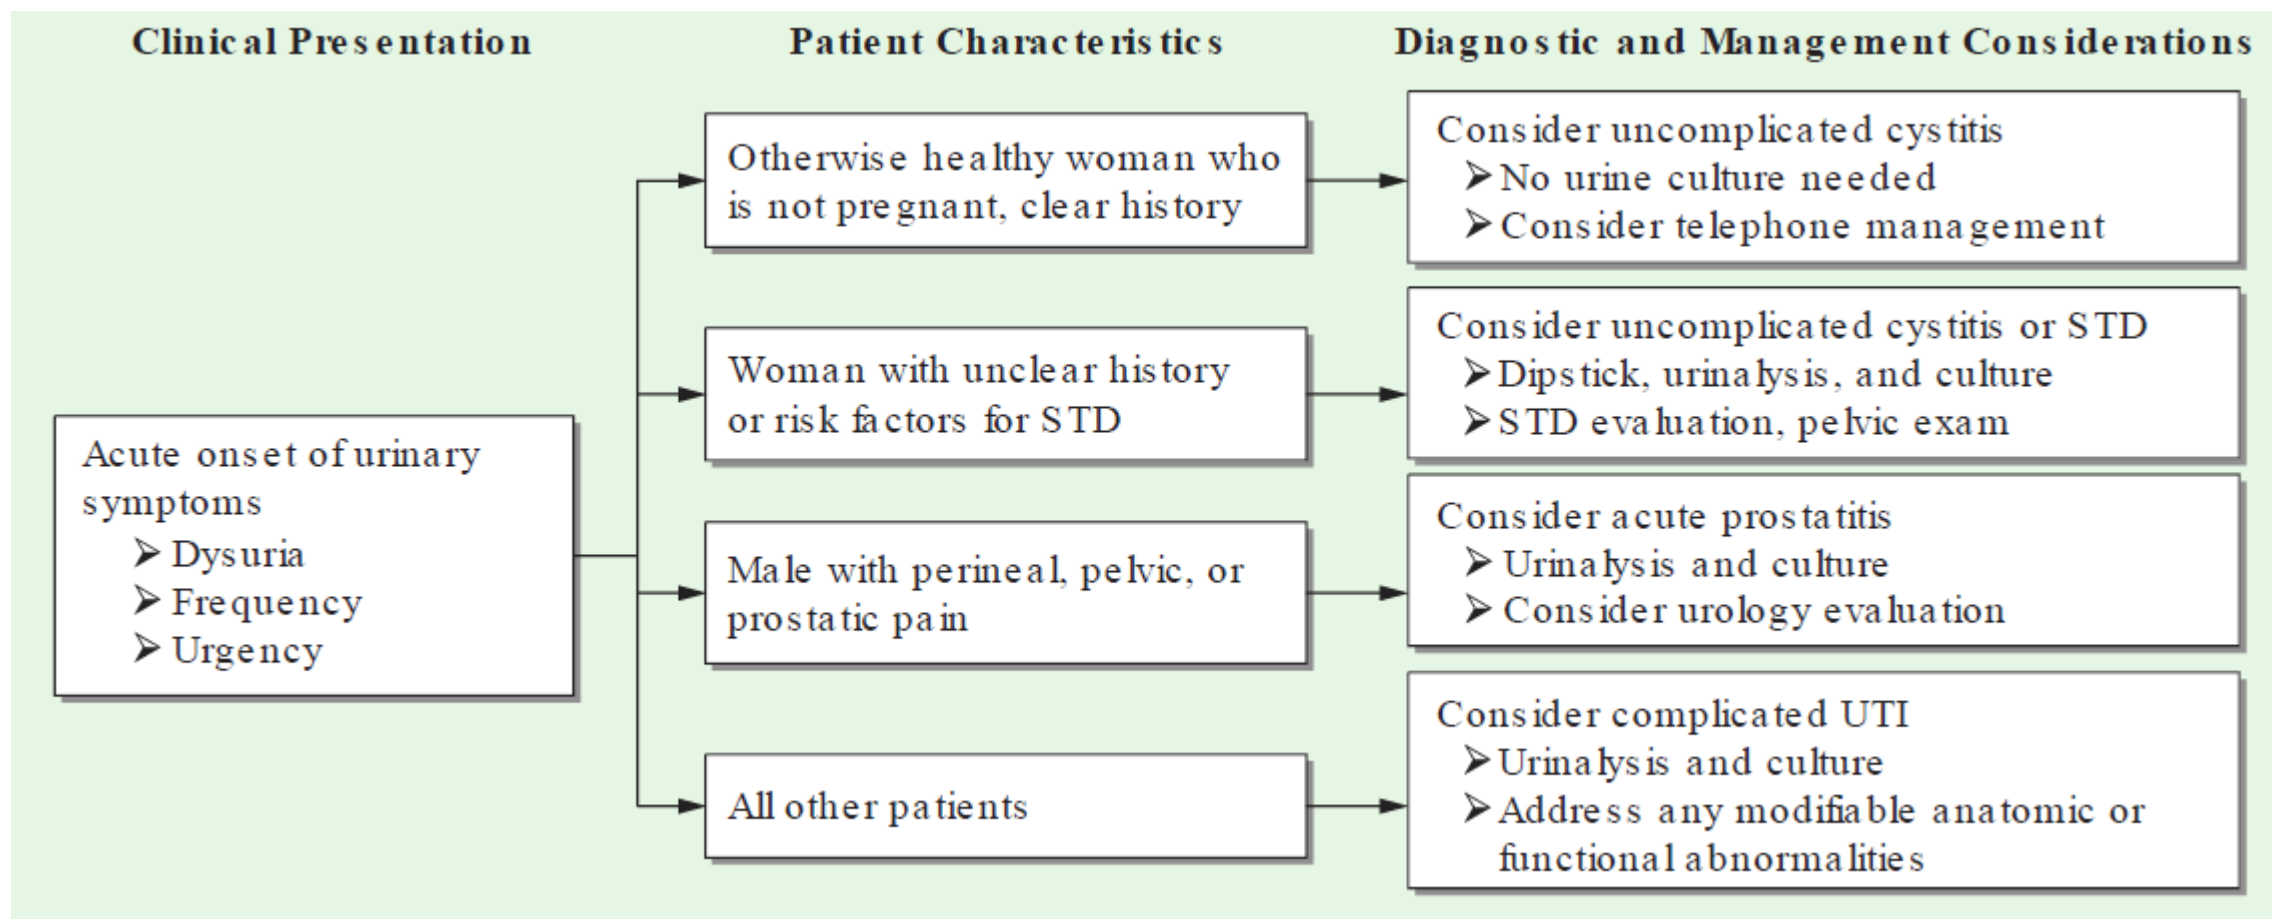 Clinical Presentation
Patient Characteristics
Diagnostic and Management Considerations
Acute onset of urinary
symptoms
➢ Dysuria
➢ Frequency
➢ Urgency
Otherwise healthy woman who
is not pregnant, clear history
Consider uncomplicated cystitis
➢ No urine culture needed
➢ Consider telephone management
Woman with unclear history
or risk factors for STD
Consider uncomplicated cystitis or STD
➢ Dipstick, urinalysis, and culture
➢ STD evaluation, pelvic exam
Male with perineal, pelvic, or
prostatic pain
Consider acute prostatitis
➢ Urinalysis and culture
➢ Consider urology evaluation
All other patients
Consider complicated UTI
➢ Urinalysis and culture
➢ Address any modifiable anatomic or
functional abnormalities